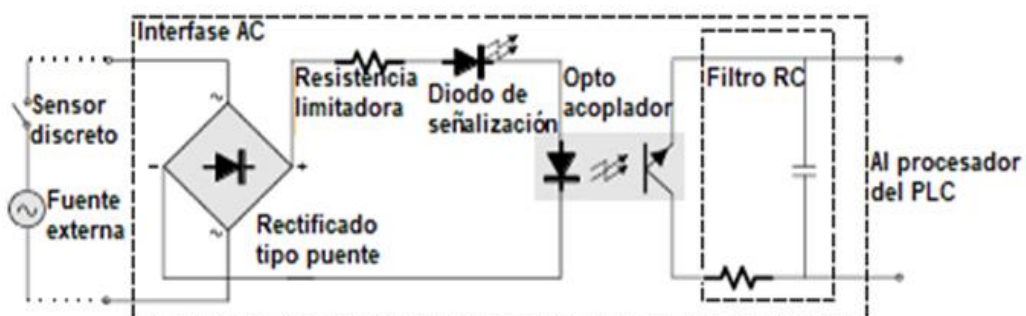 Interfase AC
Sensor
discreto
Fuente
externa
Resistencia
limitadora
Diodo de
señalización
Opto
acoplador
Filtro RC
Al procesador
del PLC
~
-
+
~
Rectificado
tipo puente